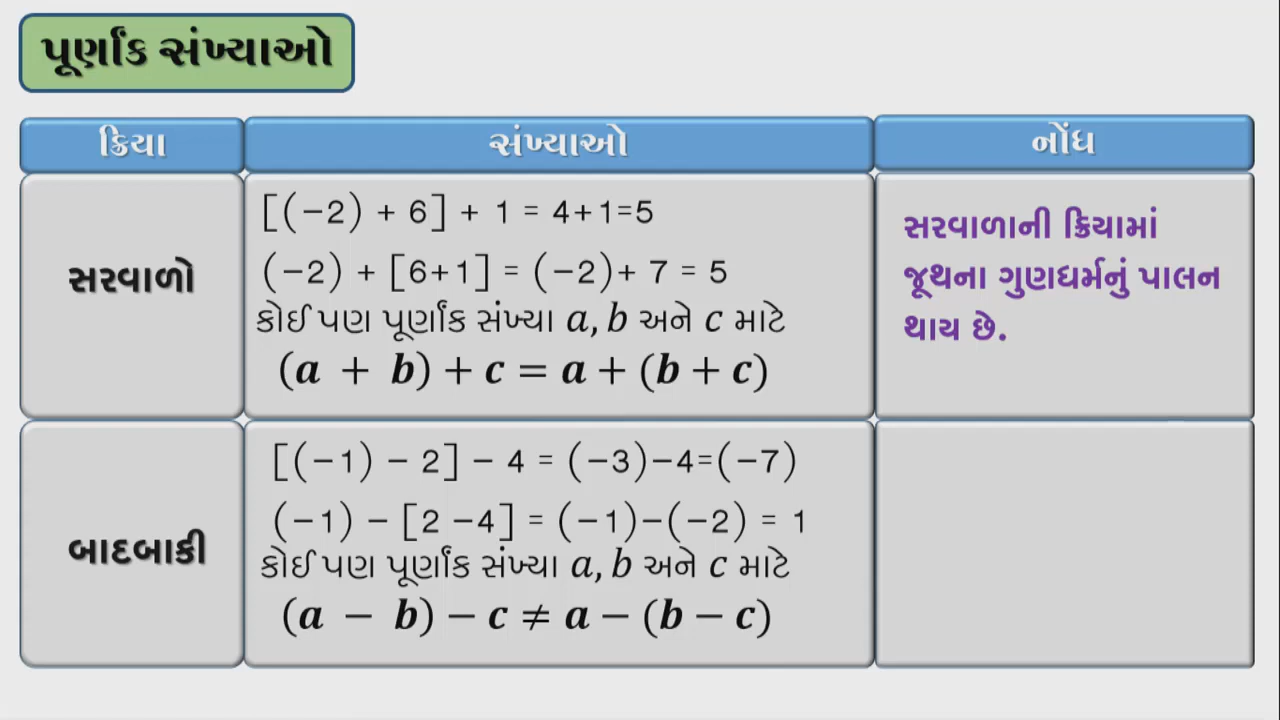 પૂર્ણાંક સંખ્યાઓ
ક્રિયા
સંખ્યાઓ
નોંધ
સરવાળો
[(−2) + 6] + 1 = 4+1=5
(−2) + [6+1] = (−2)+ 7 = 5
કોઈ પણ પૂર્ણાંક સંખ્યા a, b અને c માટે
(a + b) + c = a + (b + c)
સરવાળાની ક્રિયામાં
જૂથના ગુણધર્મનું પાલન
થાય છે.
બાદબાકી
[(−1) − 2] − 4 = (−3)−4=(−7)
(−1) − [2 −4] = (−1)−(−2) = 1
કોઈ પણ પૂર્ણાંક સંખ્યા a, b અને c માટે
(a − b) − c ≠ a − (b − c)